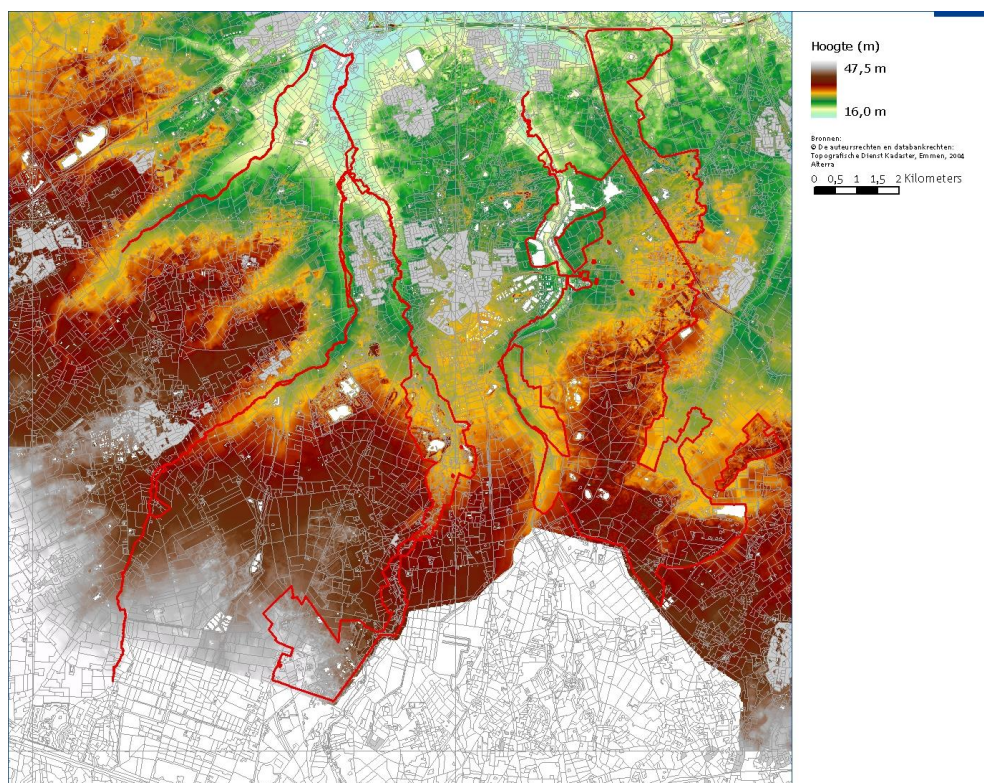 Hoogte (m)
47,5 m
16,0 m
Bronnen:
© De auteursrechten en databankrechten:
Topografische Dienst Kadaster, Emmen, 2004
Alterra
0 0,5 1 1,5 2 Kilometers